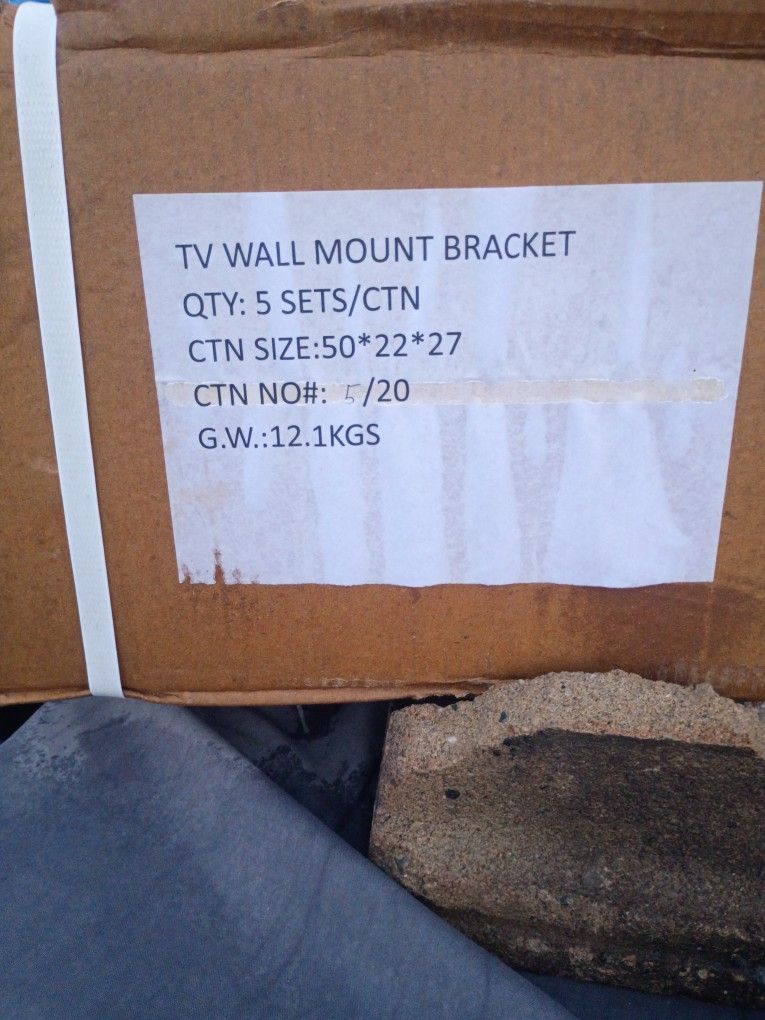 TV WALL MOUNT BRACKET
QTY: 5 SETS/CTN
CTN SIZE:50*22*27
CTN NO#: 5/20
G.W.:12.1KGS